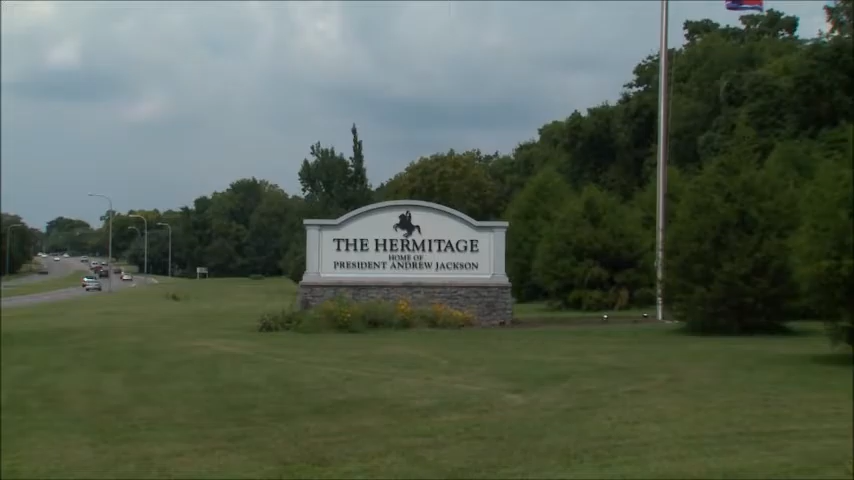 THE HERMITAGE
HOME OF
PRESIDENT ANDREW JACKSON